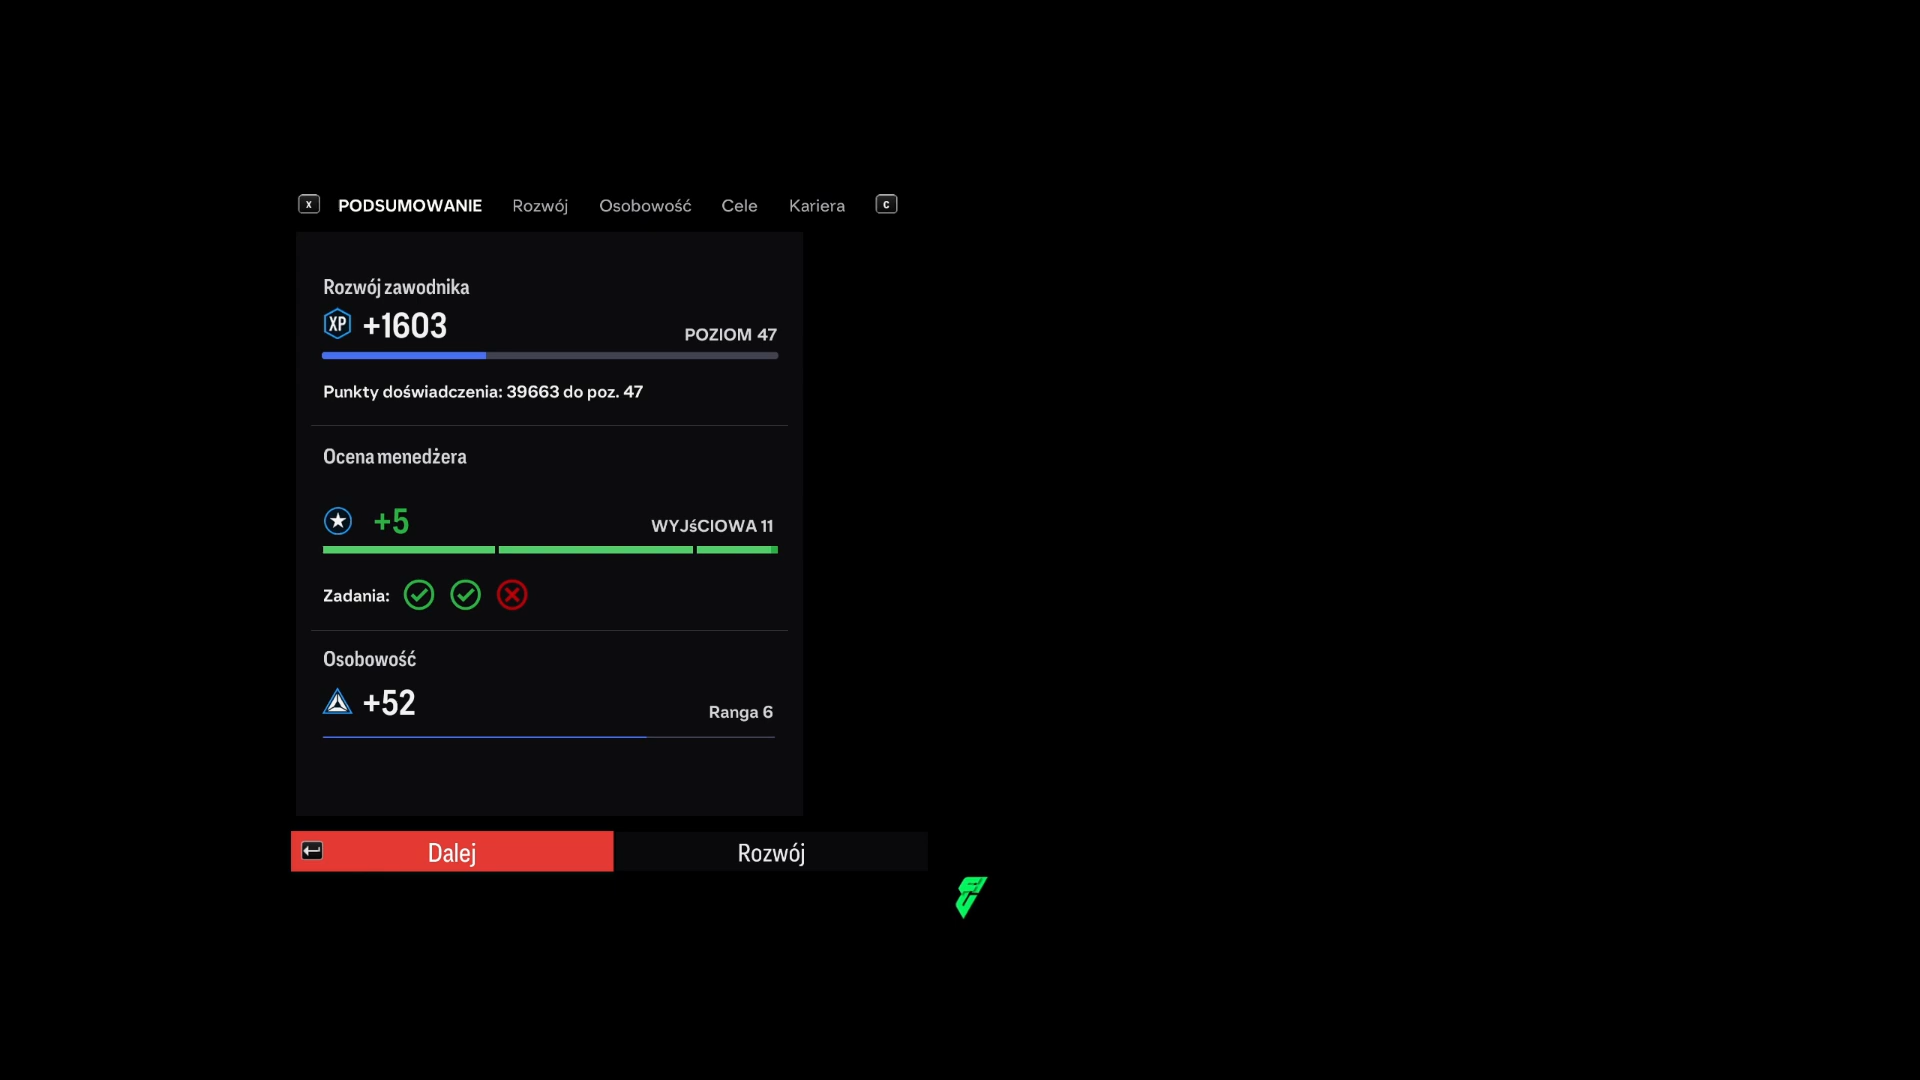 X PODSUMOWANIE Rozwój Osobowość Cele Kariera C
Rozwój zawodnika
XP +1603 POZIOM 47
Punkty doświadczenia: 39663 do poz. 47
Ocena menedżera
+5 WYJśCIOWA 11
Zadania:
Osobowość
+52 Ranga 6
Dalej Rozwój